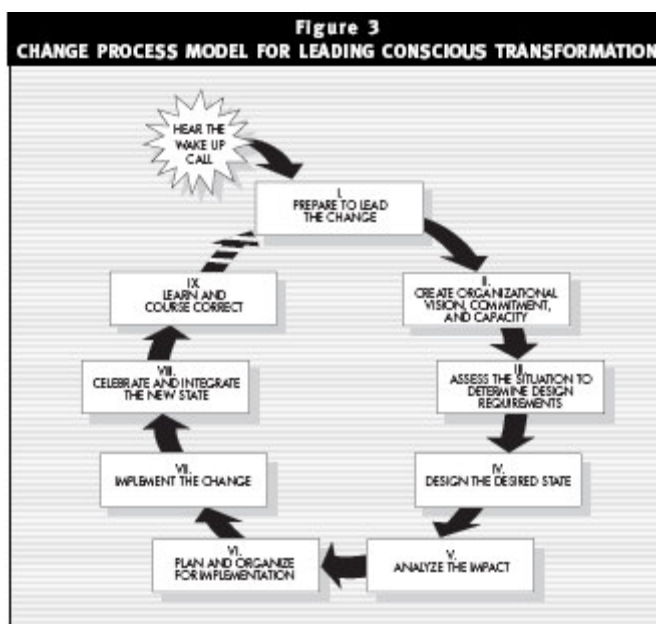 Figure 3
CHANGE PROCESS MODEL FOR LEADING CONSCIOUS TRANSFORMATION
HEAR THE
WAKE UP
CALL
I.
PREPARE TO LEAD
THE CHANGE
II.
CREATE ORGANIZATIONAL
VISION, COMMITMENT,
AND CAPACITY
III.
ASSESS THE SITUATION TO
DETERMINE DESIGN
REQUIREMENTS
IV.
DESIGN THE DESIRED STATE
V.
ANALYZE THE IMPACT
VI.
PLAN AND ORGANIZE
FOR IMPLEMENTATION
VII.
IMPLEMENT THE CHANGE
VIII.
CELEBRATE AND INTEGRATE
THE NEW STATE
IX.
LEARN AND
COURSE CORRECT